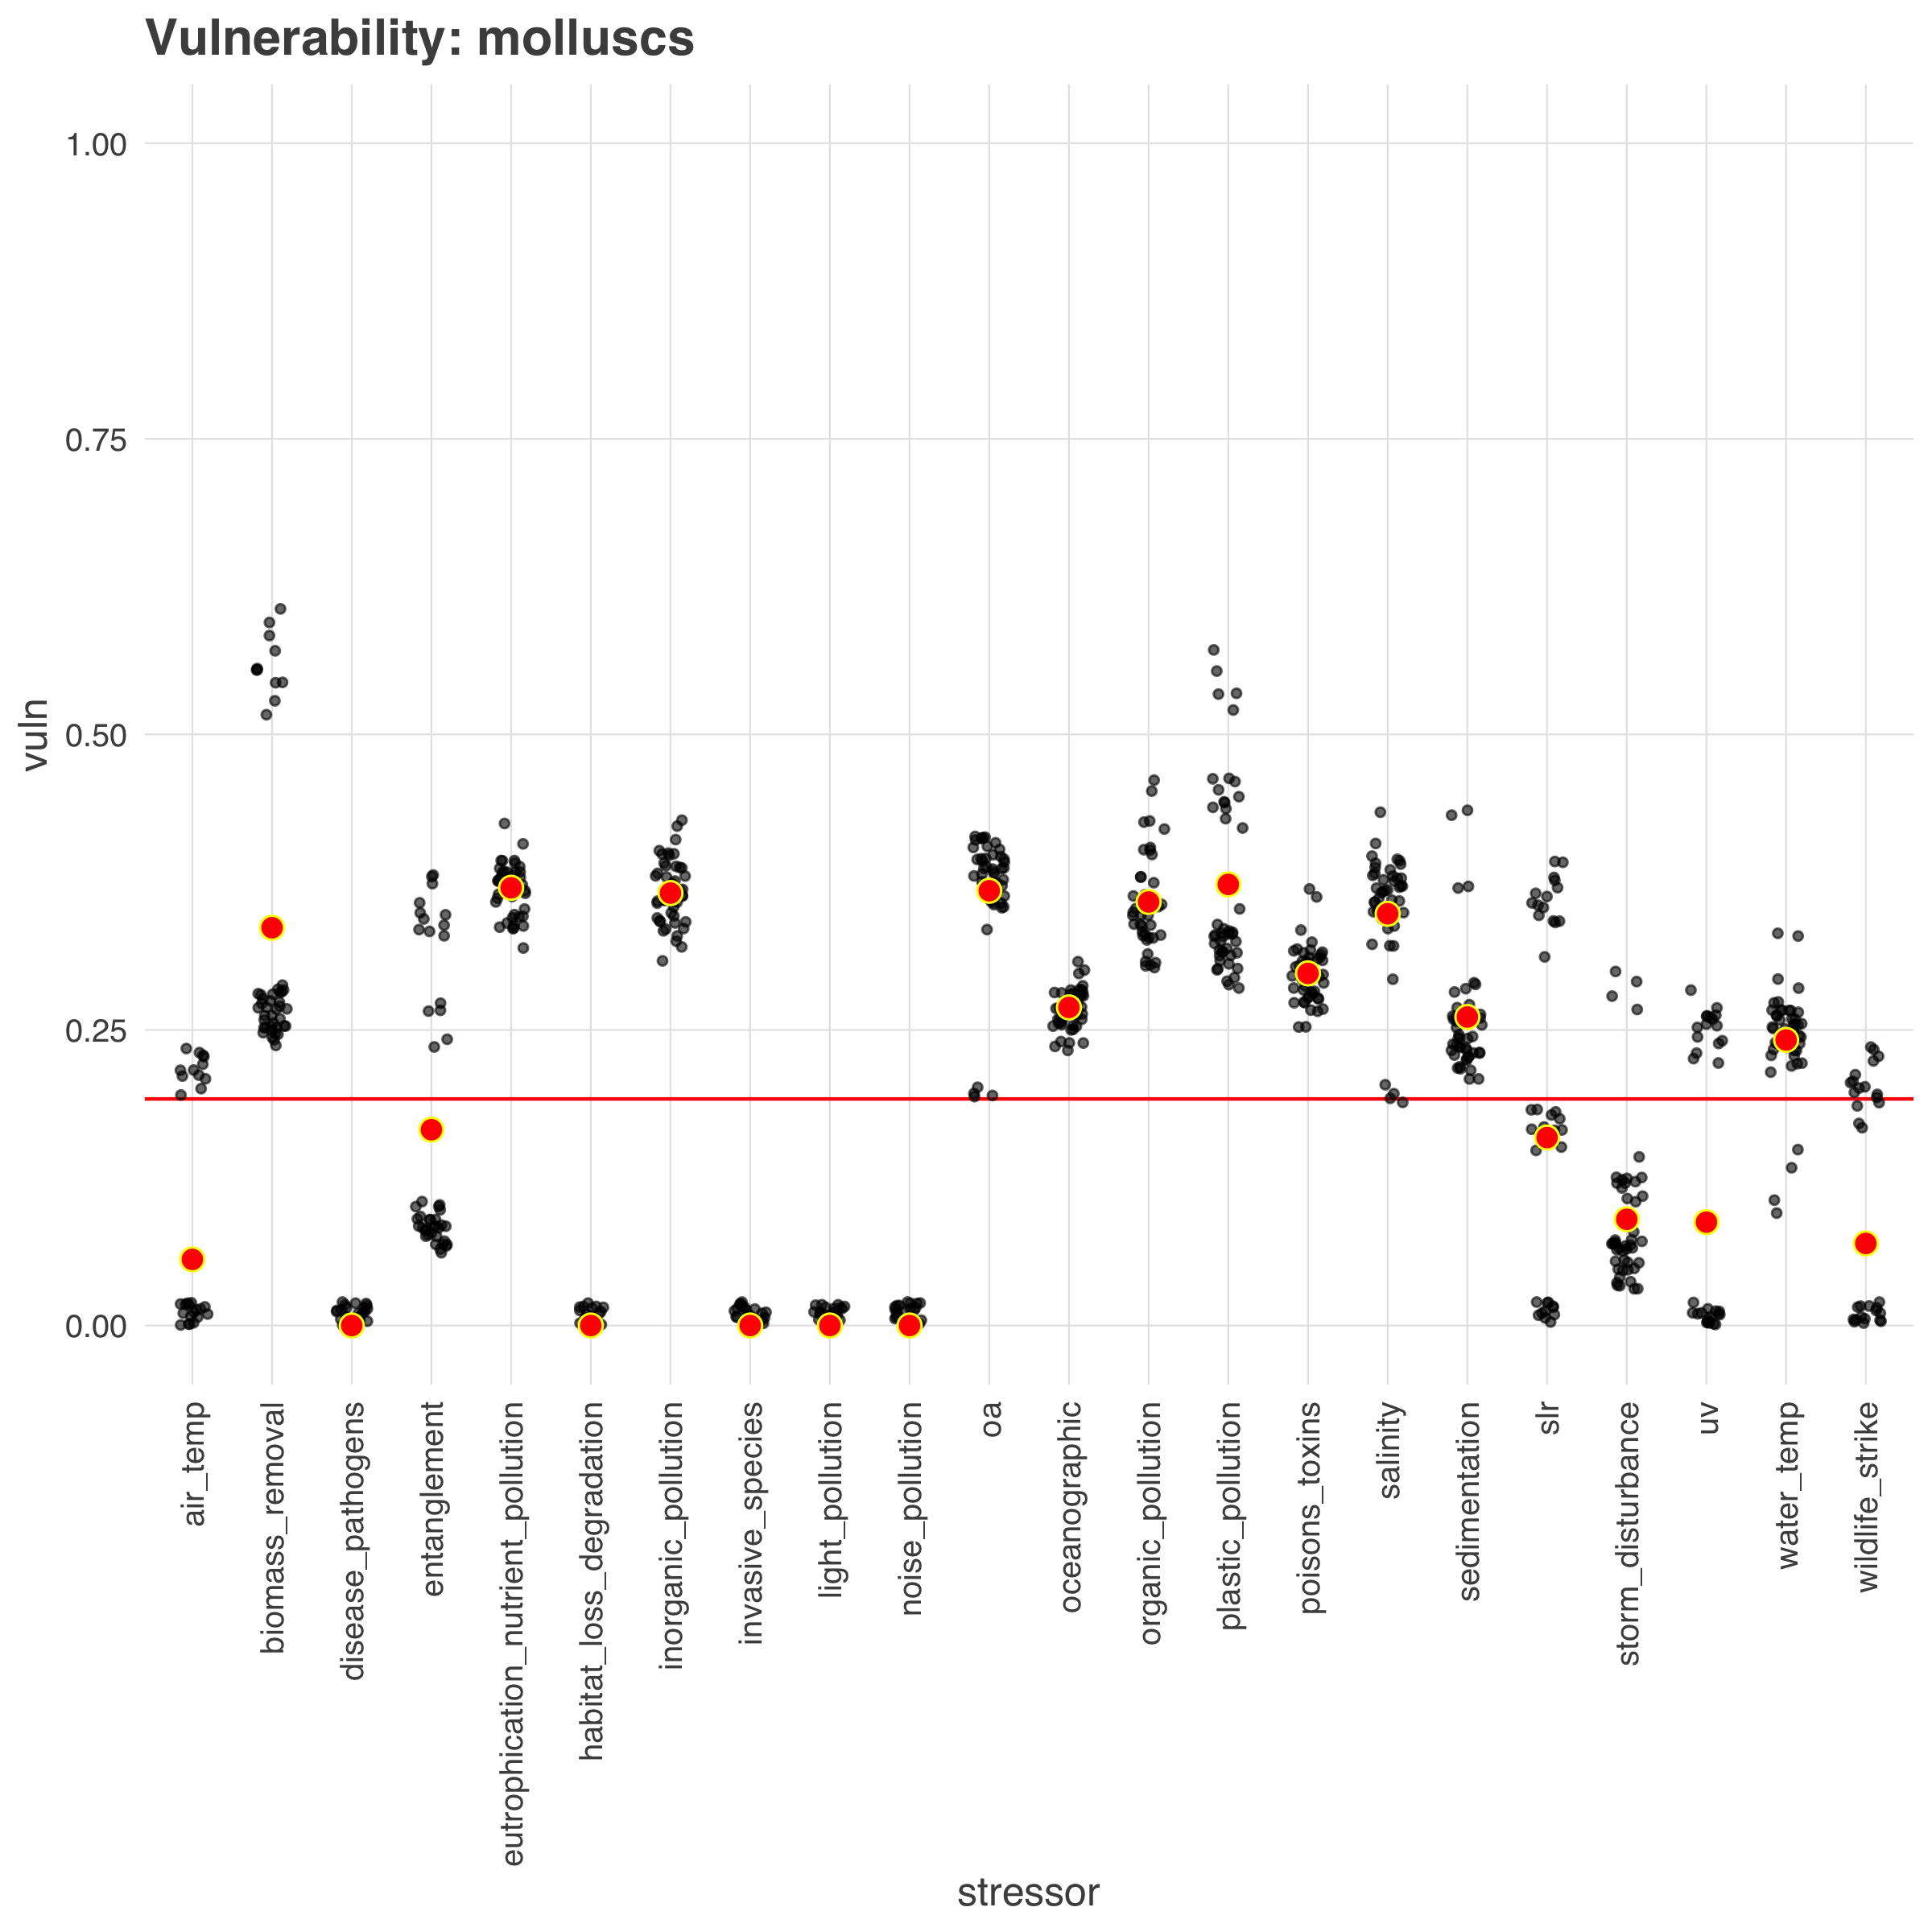 Vulnerability: molluscs
1.00
0.75
0.50
0.25
0.00
vuln
air_temp
biomass_removal
disease_pathogens
entanglement
eutrophication_nutrient_pollution
habitat_loss_degradation
inorganic_pollution
invasive_species
light_pollution
noise_pollution
oa
oceanographic
organic_pollution
plastic_pollution
poisons_toxins
salinity
sedimentation
slr
storm_disturbance
uv
water_temp
wildlife_strike
stressor